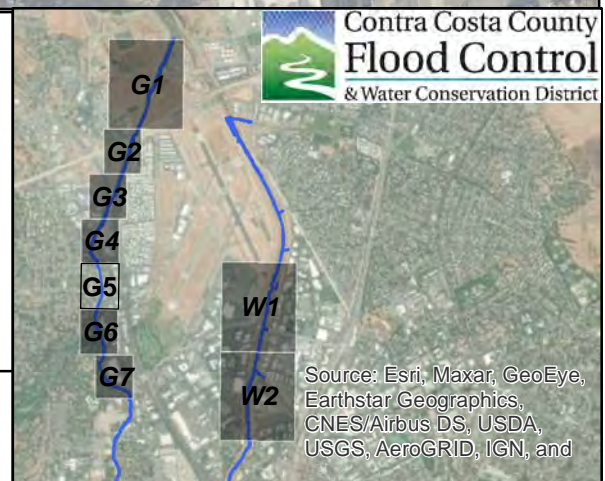 Contra Costa County
Flood Control
& Water Conservation District
G1
G2
G3
G4
G5
G6
G7
W1
W2
Source: Esri, Maxar, GeoEye,
Earthstar Geographics,
CNES/Airbus DS, USDA,
USGS, AeroGRID, IGN, and